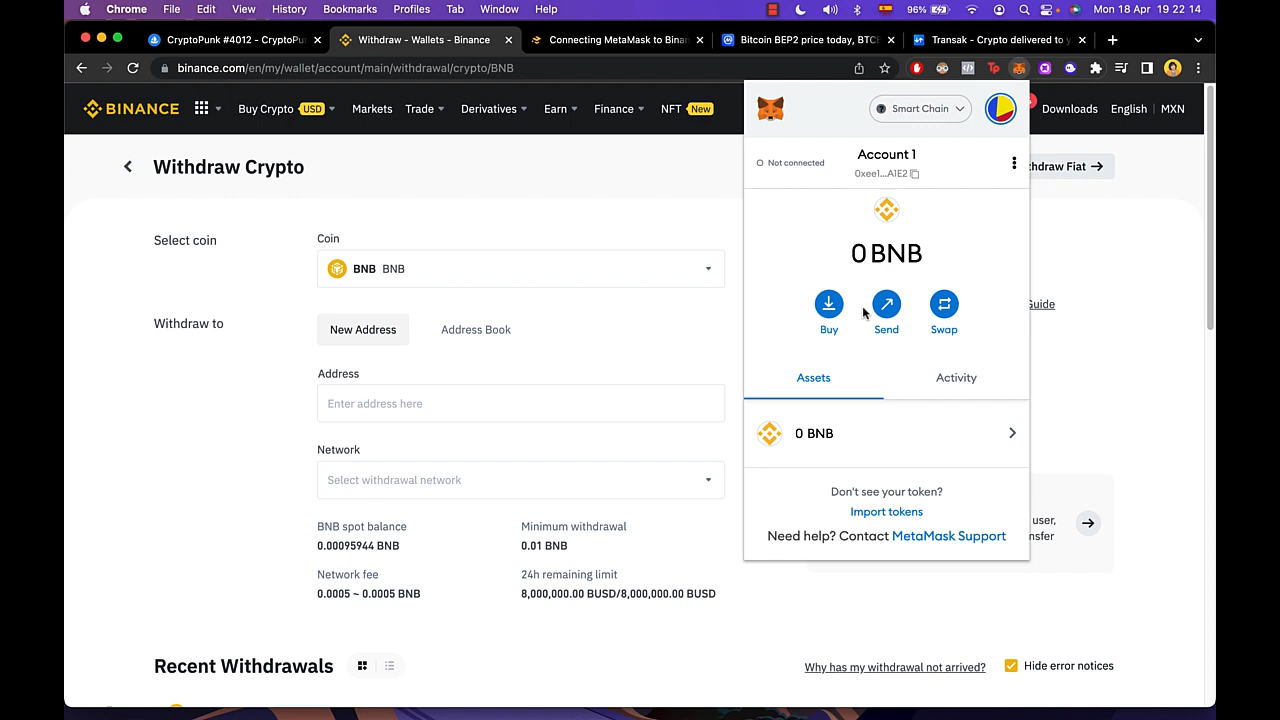 Chrome File Edit View History Bookmarks Profiles Tab Window Help 96% Mon 18 Apr 19 22 14
CryptoPunk #4012 - CryptoPun Withdraw - Wallets - Binance Connecting MetaMask to Binan Bitcoin BEP2 price today, BTCB Transak - Crypto delivered to y
binance.com/en/my/wallet/account/main/withdrawal/crypto/BNB
BINANCE Buy Crypto USD Markets Trade Derivatives Earn Finance NFT New Downloads English MXN
Smart Chain
Withdraw Crypto
hdraw Fiat
Not connected
Account 1
0xee1...A1E2
Select coin
Coin
BNB BNB
0 BNB
Withdraw to
New Address Address Book
Buy Send Swap
Guide
Address
Enter address here
Assets Activity
0 BNB
Network
Select withdrawal network
Don't see your token?
Import tokens
Need help? Contact MetaMask Support
user,
nsfer
BNB spot balance Minimum withdrawal
0.00095944 BNB 0.01 BNB
Network fee 24h remaining limit
0.0005 ~ 0.0005 BNB 8,000,000.00 BUSD/8,000,000.00 BUSD
Recent Withdrawals
Why has my withdrawal not arrived? Hide error notices